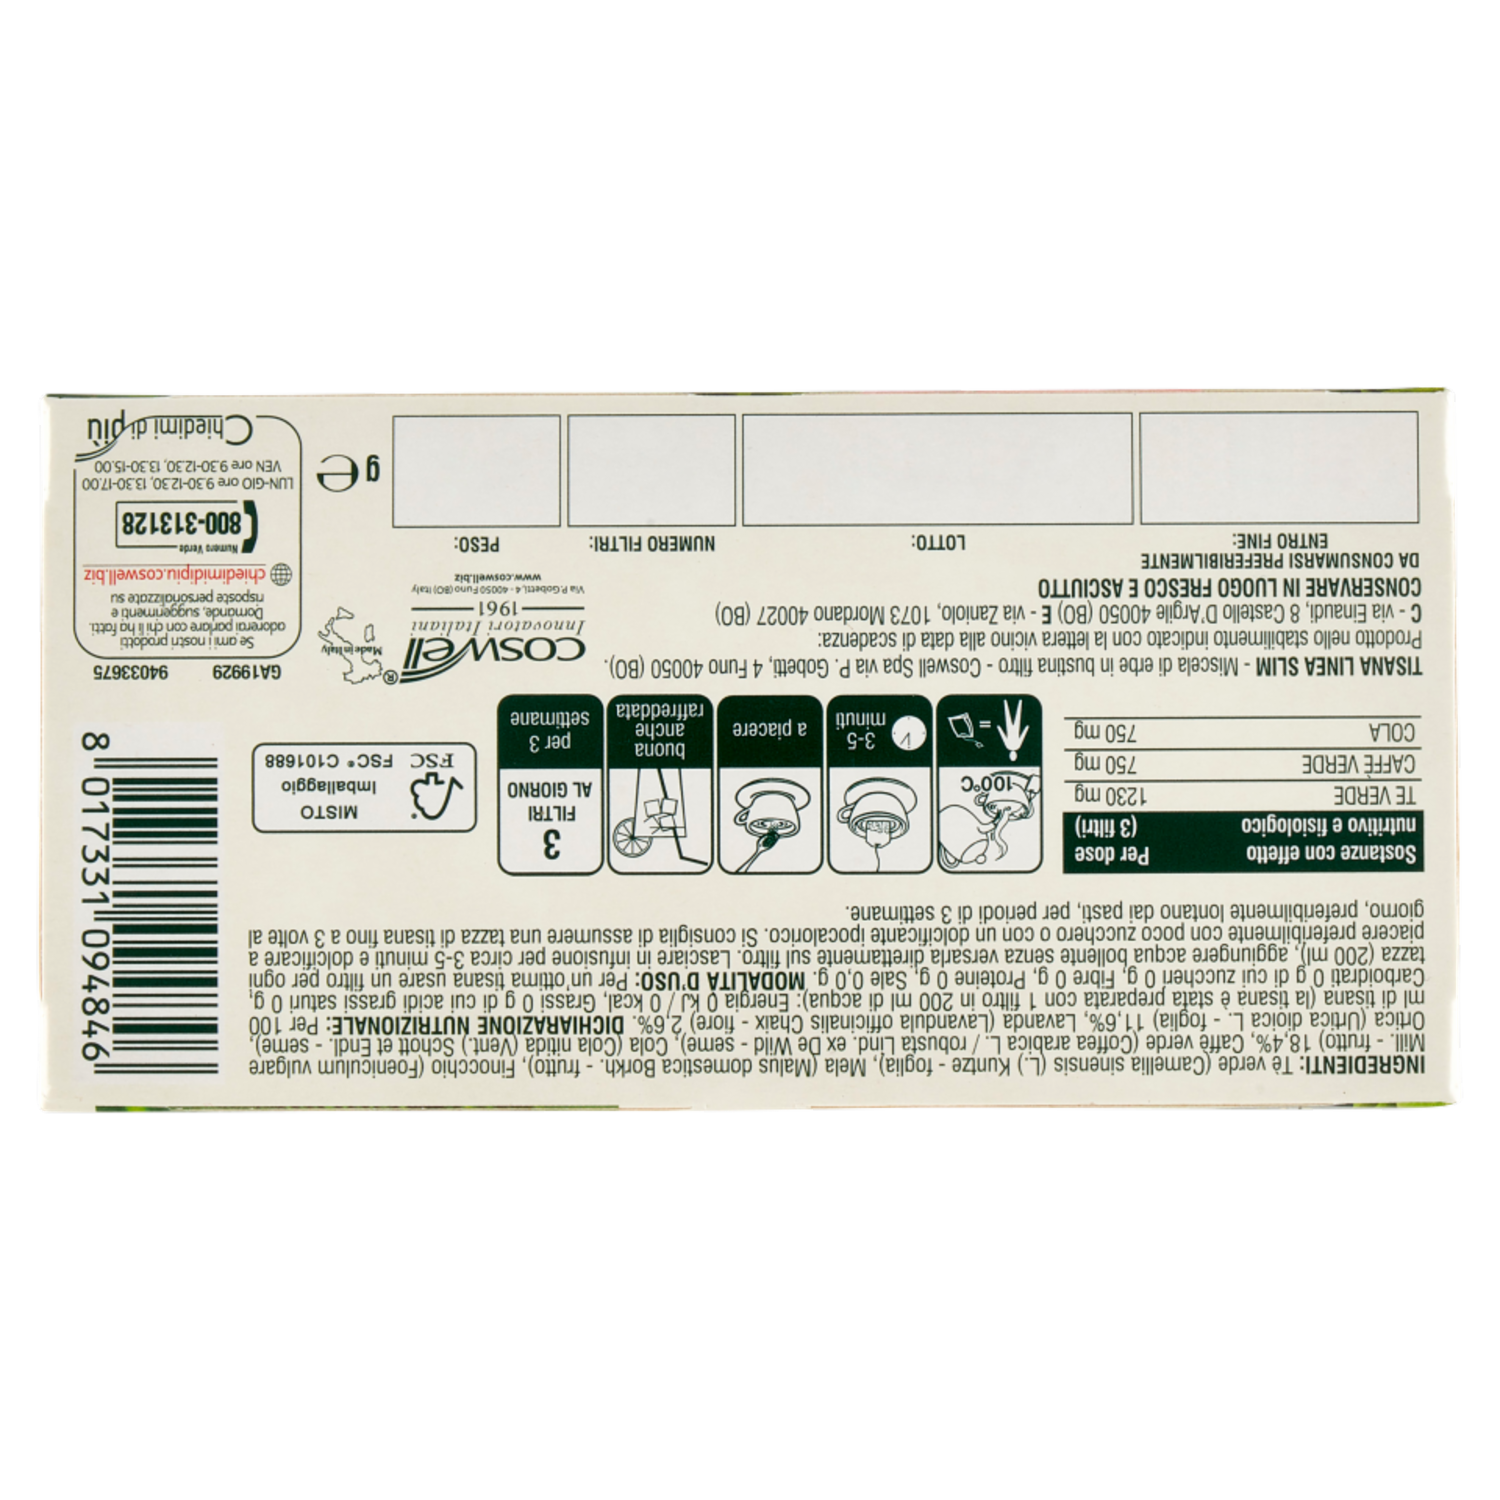 INGREDIENTI: Tè verde (Camellia sinensis (L.) Kuntze - foglia), Mela (Malus domestica Borkh. - frutto), Finocchio (Foeniculum vulgare
Mill. - frutto) 18,4%, Caffè verde (Coffea arabica L. / robusta Lind. ex De Wild - seme), Cola (Cola nitida (Vent.) Schott et Endl. - seme),
Ortica (Urtica dioica L. - foglia) 11,6%, Lavanda (Lavandula officinalis Chaix - fiore) 2,6%. DICHIARAZIONE NUTRIZIONALE: Per 100
ml di tisana (la tisana è stata preparata con 1 filtro in 200 ml di acqua): Energia 0 kJ / 0 kcal, Grassi 0 g di cui acidi grassi saturi 0 g,
Carboidrati 0 g di cui zuccheri 0 g, Fibre 0 g, Proteine 0 g, Sale 0,0 g. MODALITÀ D'USO: Per un'ottima tisana usare un filtro per ogni
tazza (200 ml), aggiungere acqua bollente senza versarla direttamente sul filtro. Lasciare in infusione per circa 3-5 minuti e dolcificare a
piacere preferibilmente con poco zucchero o con un dolcificante ipocalorico. Si consiglia di assumere una tazza di tisana fino a 3 volte al
giorno, preferibilmente lontano dai pasti, per periodi di 3 settimane.
Sostanze con effetto
nutritivo e fisiologico
Per dose
(3 filtri)
TE VERDE 1230 mg
CAFFÈ VERDE 750 mg
COLA 750 mg
100°C
=
3-5
minuti
a piacere
buona
anche
raffreddata
3
FILTRI
AL GIORNO
per 3
settimane
MISTO
Imballaggio
FSC
FSC® C101688
8 017331 094846
TISANA LINEA SLIM - Miscela di erbe in bustina filtro - Coswell Spa via P. Gobetti, 4 Funo 40050 (BO).
Prodotto nello stabilimento indicato con la lettera vicino alla data di scadenza:
C - via Einaudi, 8 Castello D'Argile 40050 (BO) E - via Zaniolo, 1073 Mordano 40027 (BO)
CONSERVARE IN LUOGO FRESCO E ASCIUTTO
DA CONSUMARSI PREFERIBILMENTE
ENTRO FINE:
LOTTO:
NUMERO FILTRI:
PESO:
g e
coswell®
Innovatori Italiani
1961
Via P.Gobetti,4 - 40050 Funo (BO) Italy
www.coswell.biz
Made in Italy
GA19929
94033675
Se ami i nostri prodotti
adorerai parlare con chi li ha fatti.
Domande, suggerimenti e
risposte personalizzate su
chiedimidipiu.coswell.biz
Numero Verde
800-313128
LUN-GIO ore 9.30-12.30, 13.30-17.00
VEN ore 9.30-12.30, 13.30-15.00
Chiedimi di più